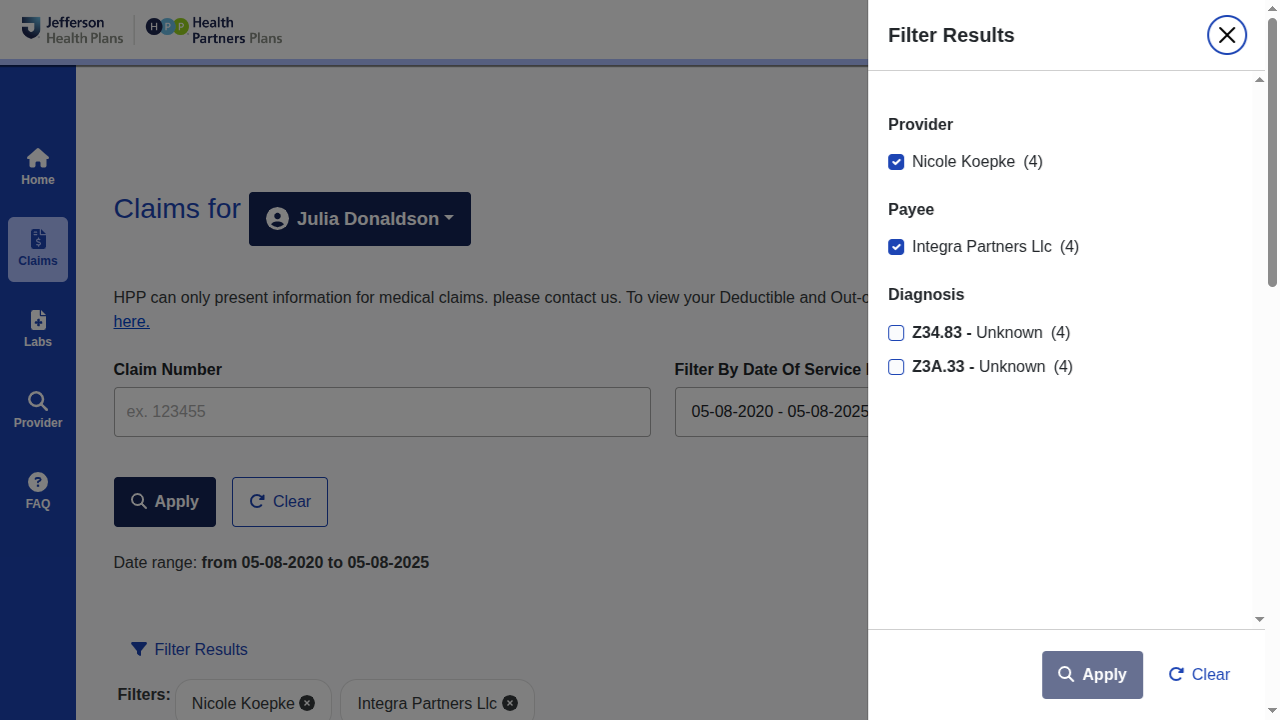 Jefferson
Health Plans
HPP
Health
Partners Plans
Home
Claims
Labs
Provider
FAQ
Claims for
Julia Donaldson
HPP can only present information for medical claims. please contact us. To view your Deductible and Out-o
here.
Claim Number
ex. 123455
Filter By Date Of Service
05-08-2020 - 05-08-2025
Apply
Clear
Date range: from 05-08-2020 to 05-08-2025
Filter Results
Filters:
Nicole Koepke
Integra Partners Llc
Filter Results
Provider
Nicole Koepke (4)
Payee
Integra Partners Llc (4)
Diagnosis
Z34.83 - Unknown (4)
Z3A.33 - Unknown (4)
Apply
Clear